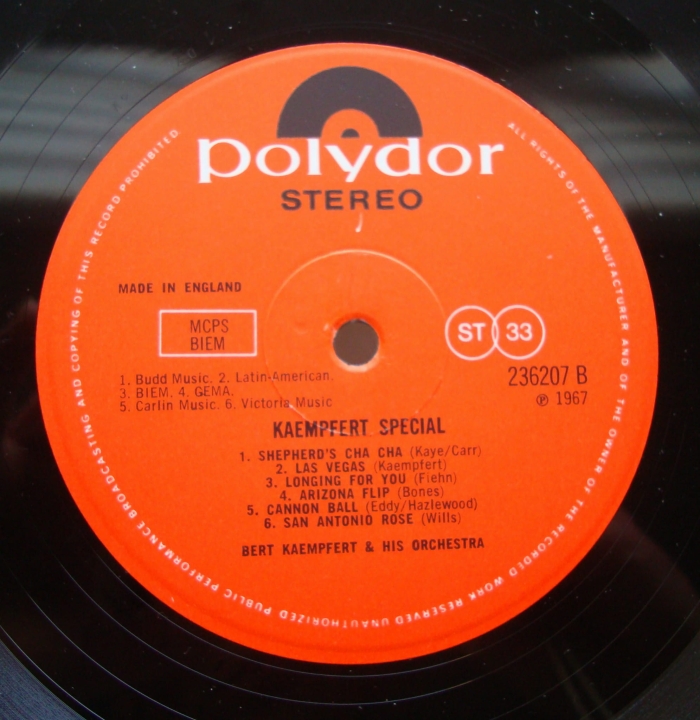 polydor
STEREO
ALL RIGHTS OF THE MANUFACTURER AND OF THE OWNER OF THE RECORDED WORK RESERVED UNAUTHORIZED PUBLIC PERFORMANCE BROADCASTING AND COPYING OF THIS RECORD PROHIBITED.
MADE IN ENGLAND
MCPS
BIEM
ST 33
1. Budd Music. 2. Latin-American.
3. BIEM. 4. GEMA.
5. Carlin Music. 6. Victoria Music
236207 B
℗ 1967
KAEMPFERT SPECIAL
1. SHEPHERD'S CHA CHA (Kaye/Carr)
2. LAS VEGAS (Kaempfert)
3. LONGING FOR YOU (Fiehn)
4. ARIZONA FLIP (Bones)
5. CANNON BALL (Eddy/Hazlewood)
6. SAN ANTONIO ROSE (Wills)
BERT KAEMPFERT & HIS ORCHESTRA